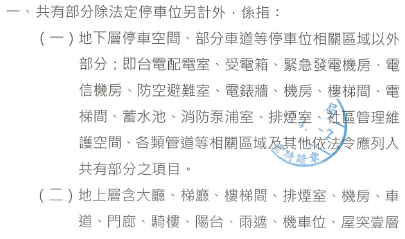 一、共有部分除法定停車位另計外，係指：
（一）地下層停車空間、部分車道等停車位相關區域以外
部分：即台電配電室、受電箱、緊急發電機房、電
信機房、防空避難室、電錶牆、機房、樓梯間、電
梯間、蓄水池、消防泵浦室、排煙室、社區管理維
護空間、各類管道等相關區域及其他依法令應列入
共有部分之項目。
（二）地上層含大廳、梯廳、樓梯間、排煙室、機房、車
道、門廊、騎樓、陽台、雨遮、機車位、屋突壹層